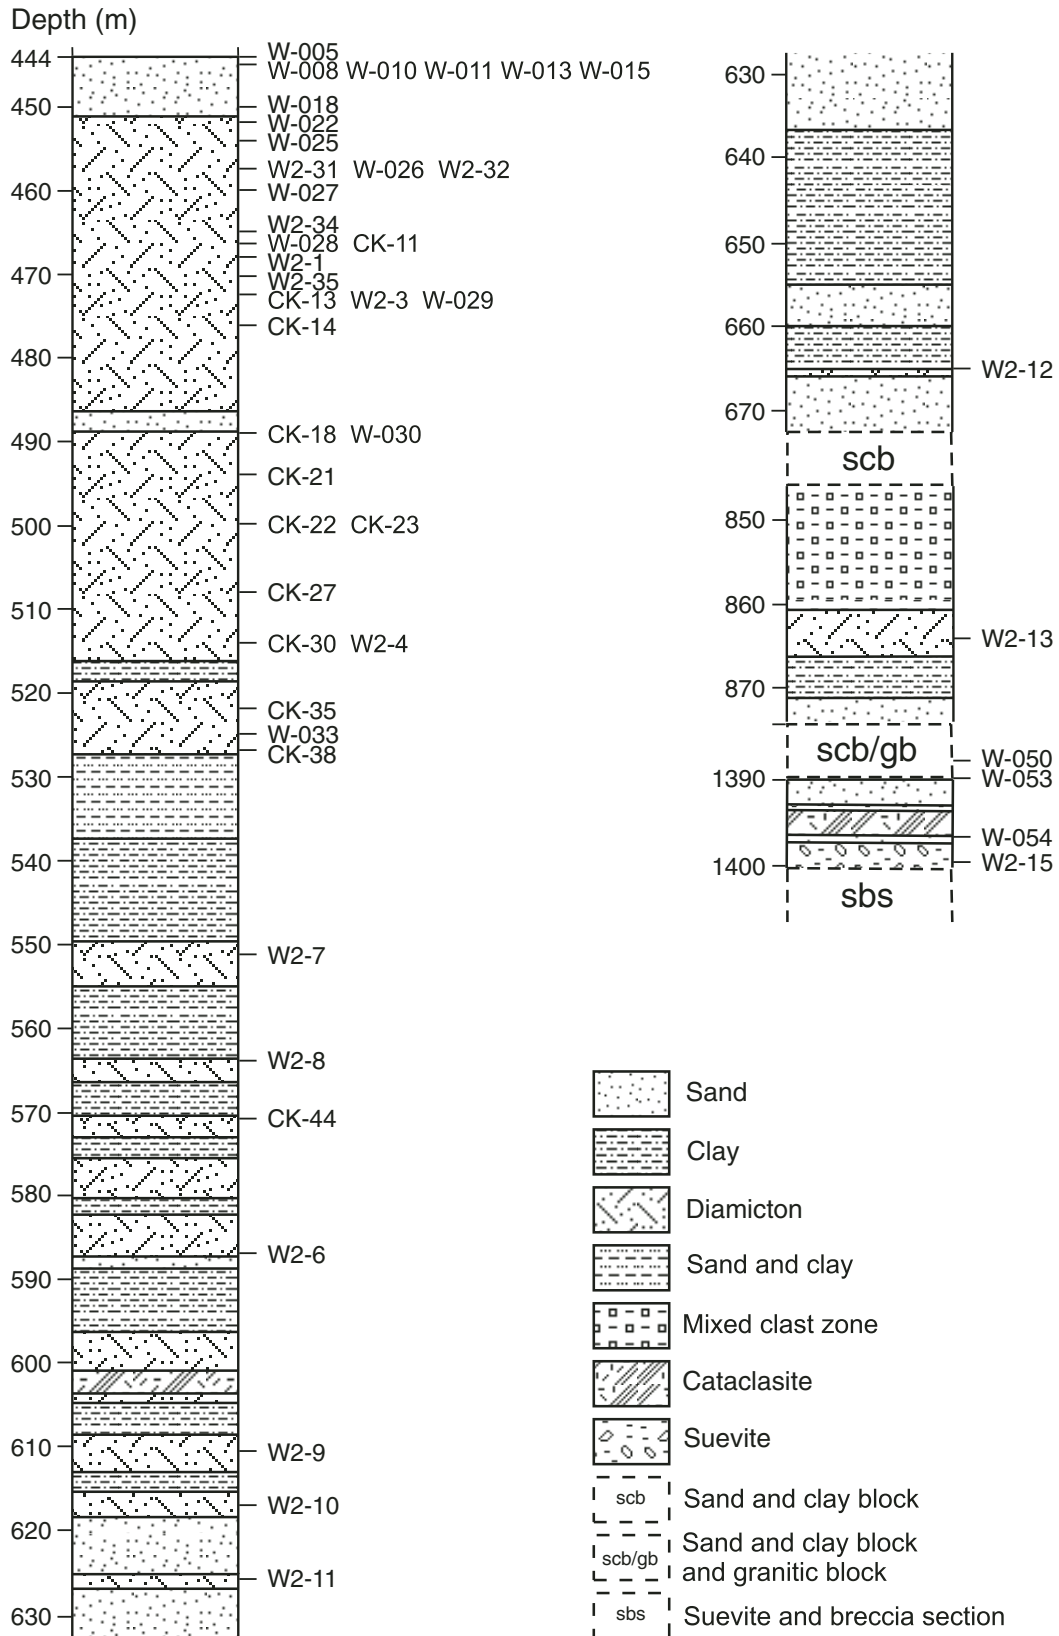 Depth (m)
444
W-005
W-008 W-010 W-011 W-013 W-015
450
W-018
W-022
W-025
W2-31 W-026 W2-32
460
W-027
W2-34
W-028 CK-11
W2-1
470
W2-35
CK-13 W2-3 W-029
CK-14
480
490
CK-18 W-030
CK-21
500
CK-22 CK-23
CK-27
510
CK-30 W2-4
520
CK-35
W-033
CK-38
530
540
550
W2-7
560
W2-8
570
CK-44
580
W2-6
590
600
610
W2-9
W2-10
620
W2-11
630
630
640
650
660
W2-12
670
scb
850
860
W2-13
870
scb/gb
W-050
1390
W-053
W-054
1400
W2-15
sbs
Sand
Clay
Diamicton
Sand and clay
Mixed clast zone
Cataclasite
Suevite
scb Sand and clay block
scb/gb Sand and clay block
and granitic block
sbs Suevite and breccia section